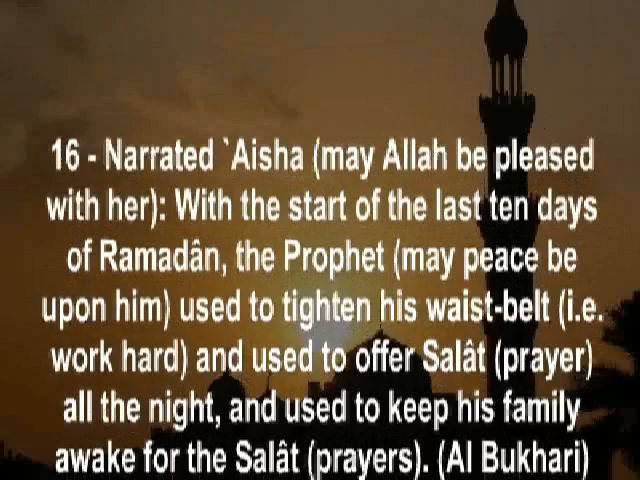 16 - Narrated `Aisha (may Allah be pleased
with her): With the start of the last ten days
of Ramadân, the Prophet (may peace be
upon him) used to tighten his waist-belt (i.e.
work hard) and used to offer Salât (prayer)
all the night, and used to keep his family
awake for the Salât (prayers). (Al Bukhari)